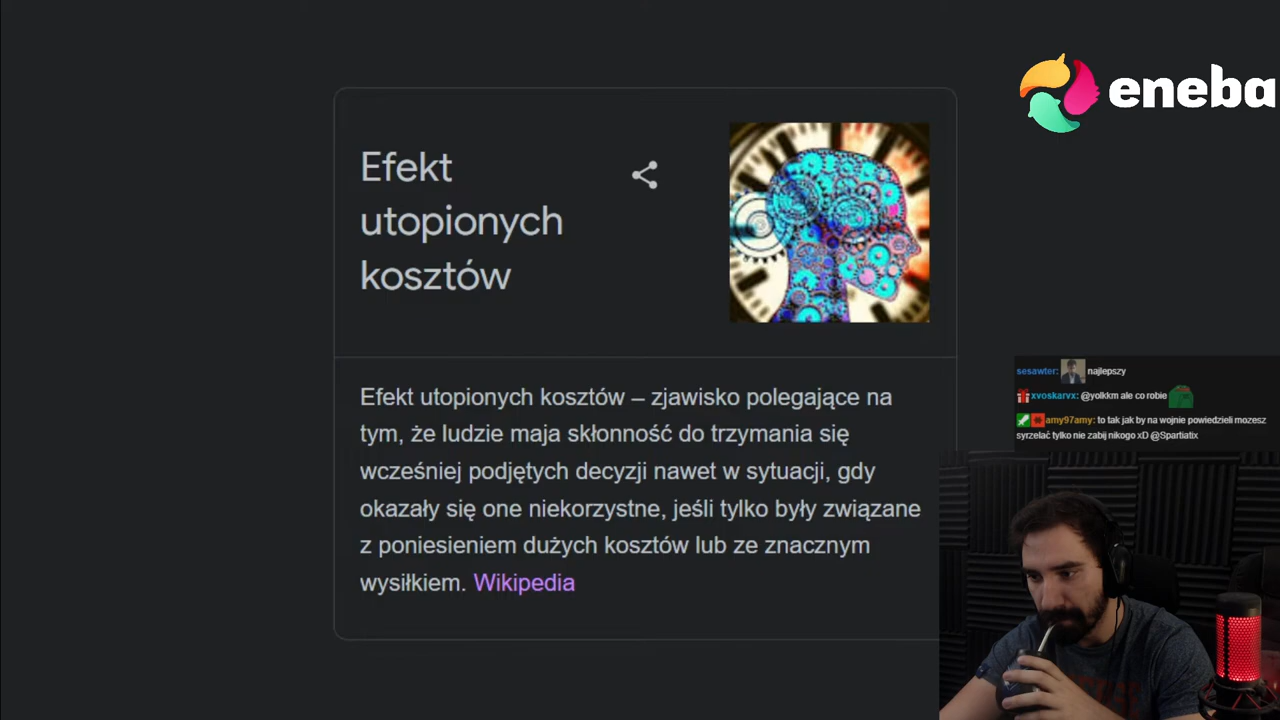 eneba
Efekt
utopionych
kosztów
Efekt utopionych kosztów – zjawisko polegające na
tym, że ludzie maja skłonność do trzymania się
wcześniej podjętych decyzji nawet w sytuacji, gdy
okazały się one niekorzystne, jeśli tylko były związane
z poniesieniem dużych kosztów lub ze znacznym
wysiłkiem. Wikipedia
sesawter: najlepszy
xvoskarvx: @yolkkm ale co robie
amy97amy: to tak jak by na wojnie powiedzieli mozesz
syrzelać tylko nie zabij nikogo xD @Spartiatix